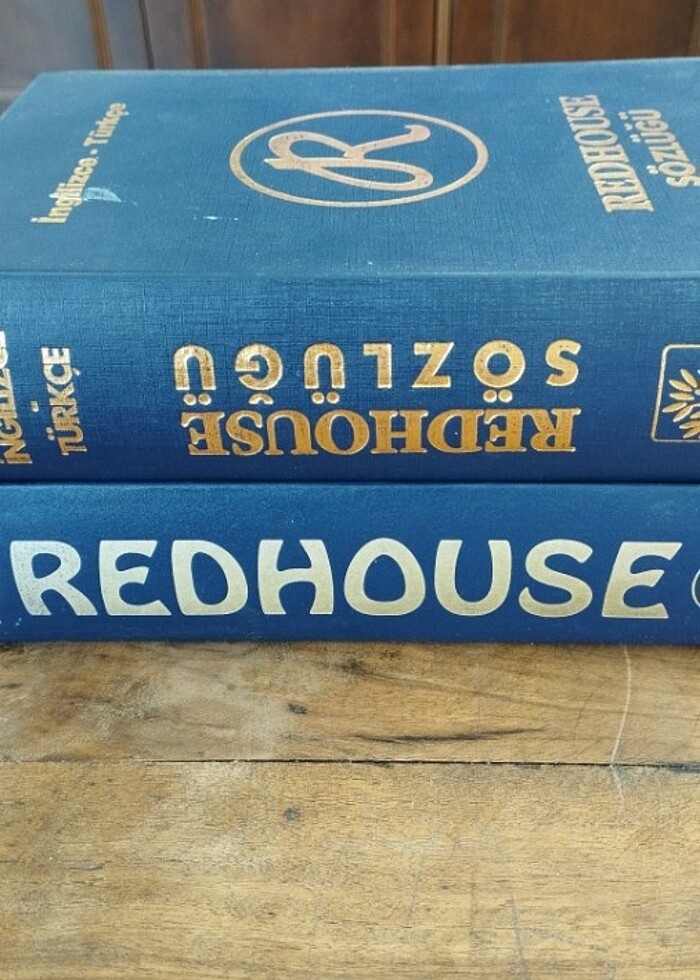 İngilizce - Türkçe
R
REDHOUSE
SÖZLÜĞÜ
İNGİLİZCE
-
TÜRKÇE
REDHOUSE
SÖZLÜĞÜ
REDHOUSE